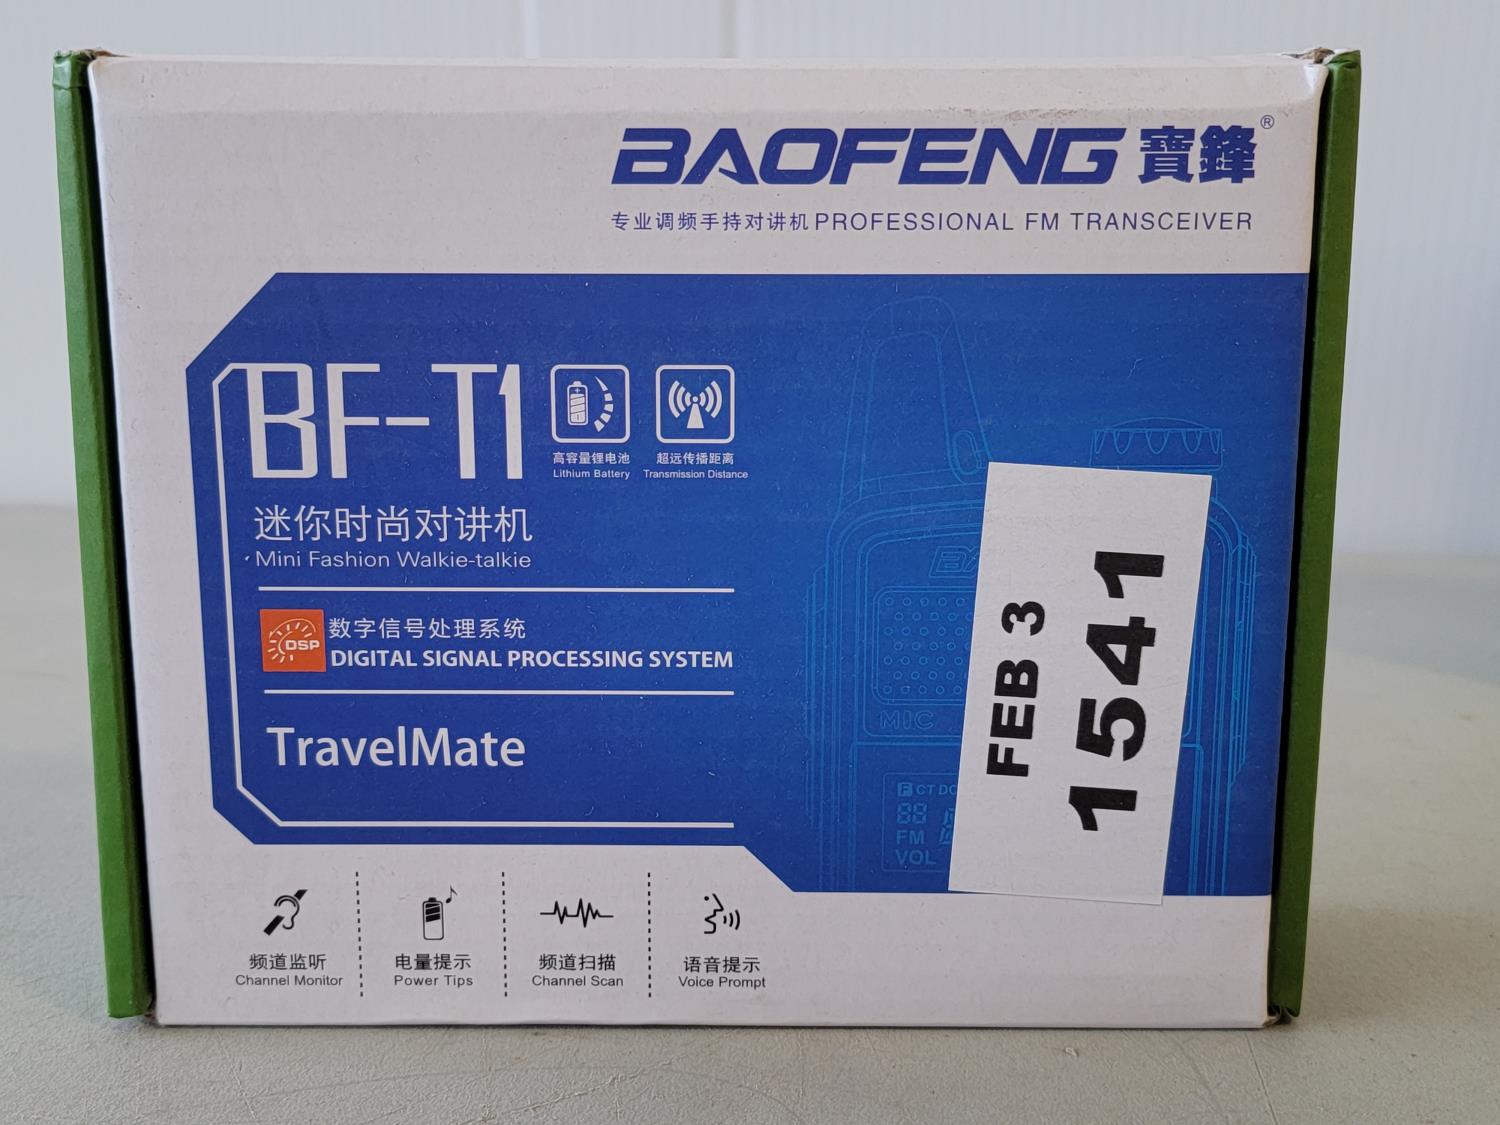 BAOFENG 寶鋒®
专业调频手持对讲机 PROFESSIONAL FM TRANSCEIVER
BF-T1
高容量锂电池
Lithium Battery
超远传播距离
Transmission Distance
迷你时尚对讲机
Mini Fashion Walkie-talkie
DSP
数字信号处理系统
DIGITAL SIGNAL PROCESSING SYSTEM
TravelMate
MIC
F CT DC
88
FM
VOL
FEB 3
1541
频道监听
Channel Monitor
电量提示
Power Tips
频道扫描
Channel Scan
语音提示
Voice Prompt